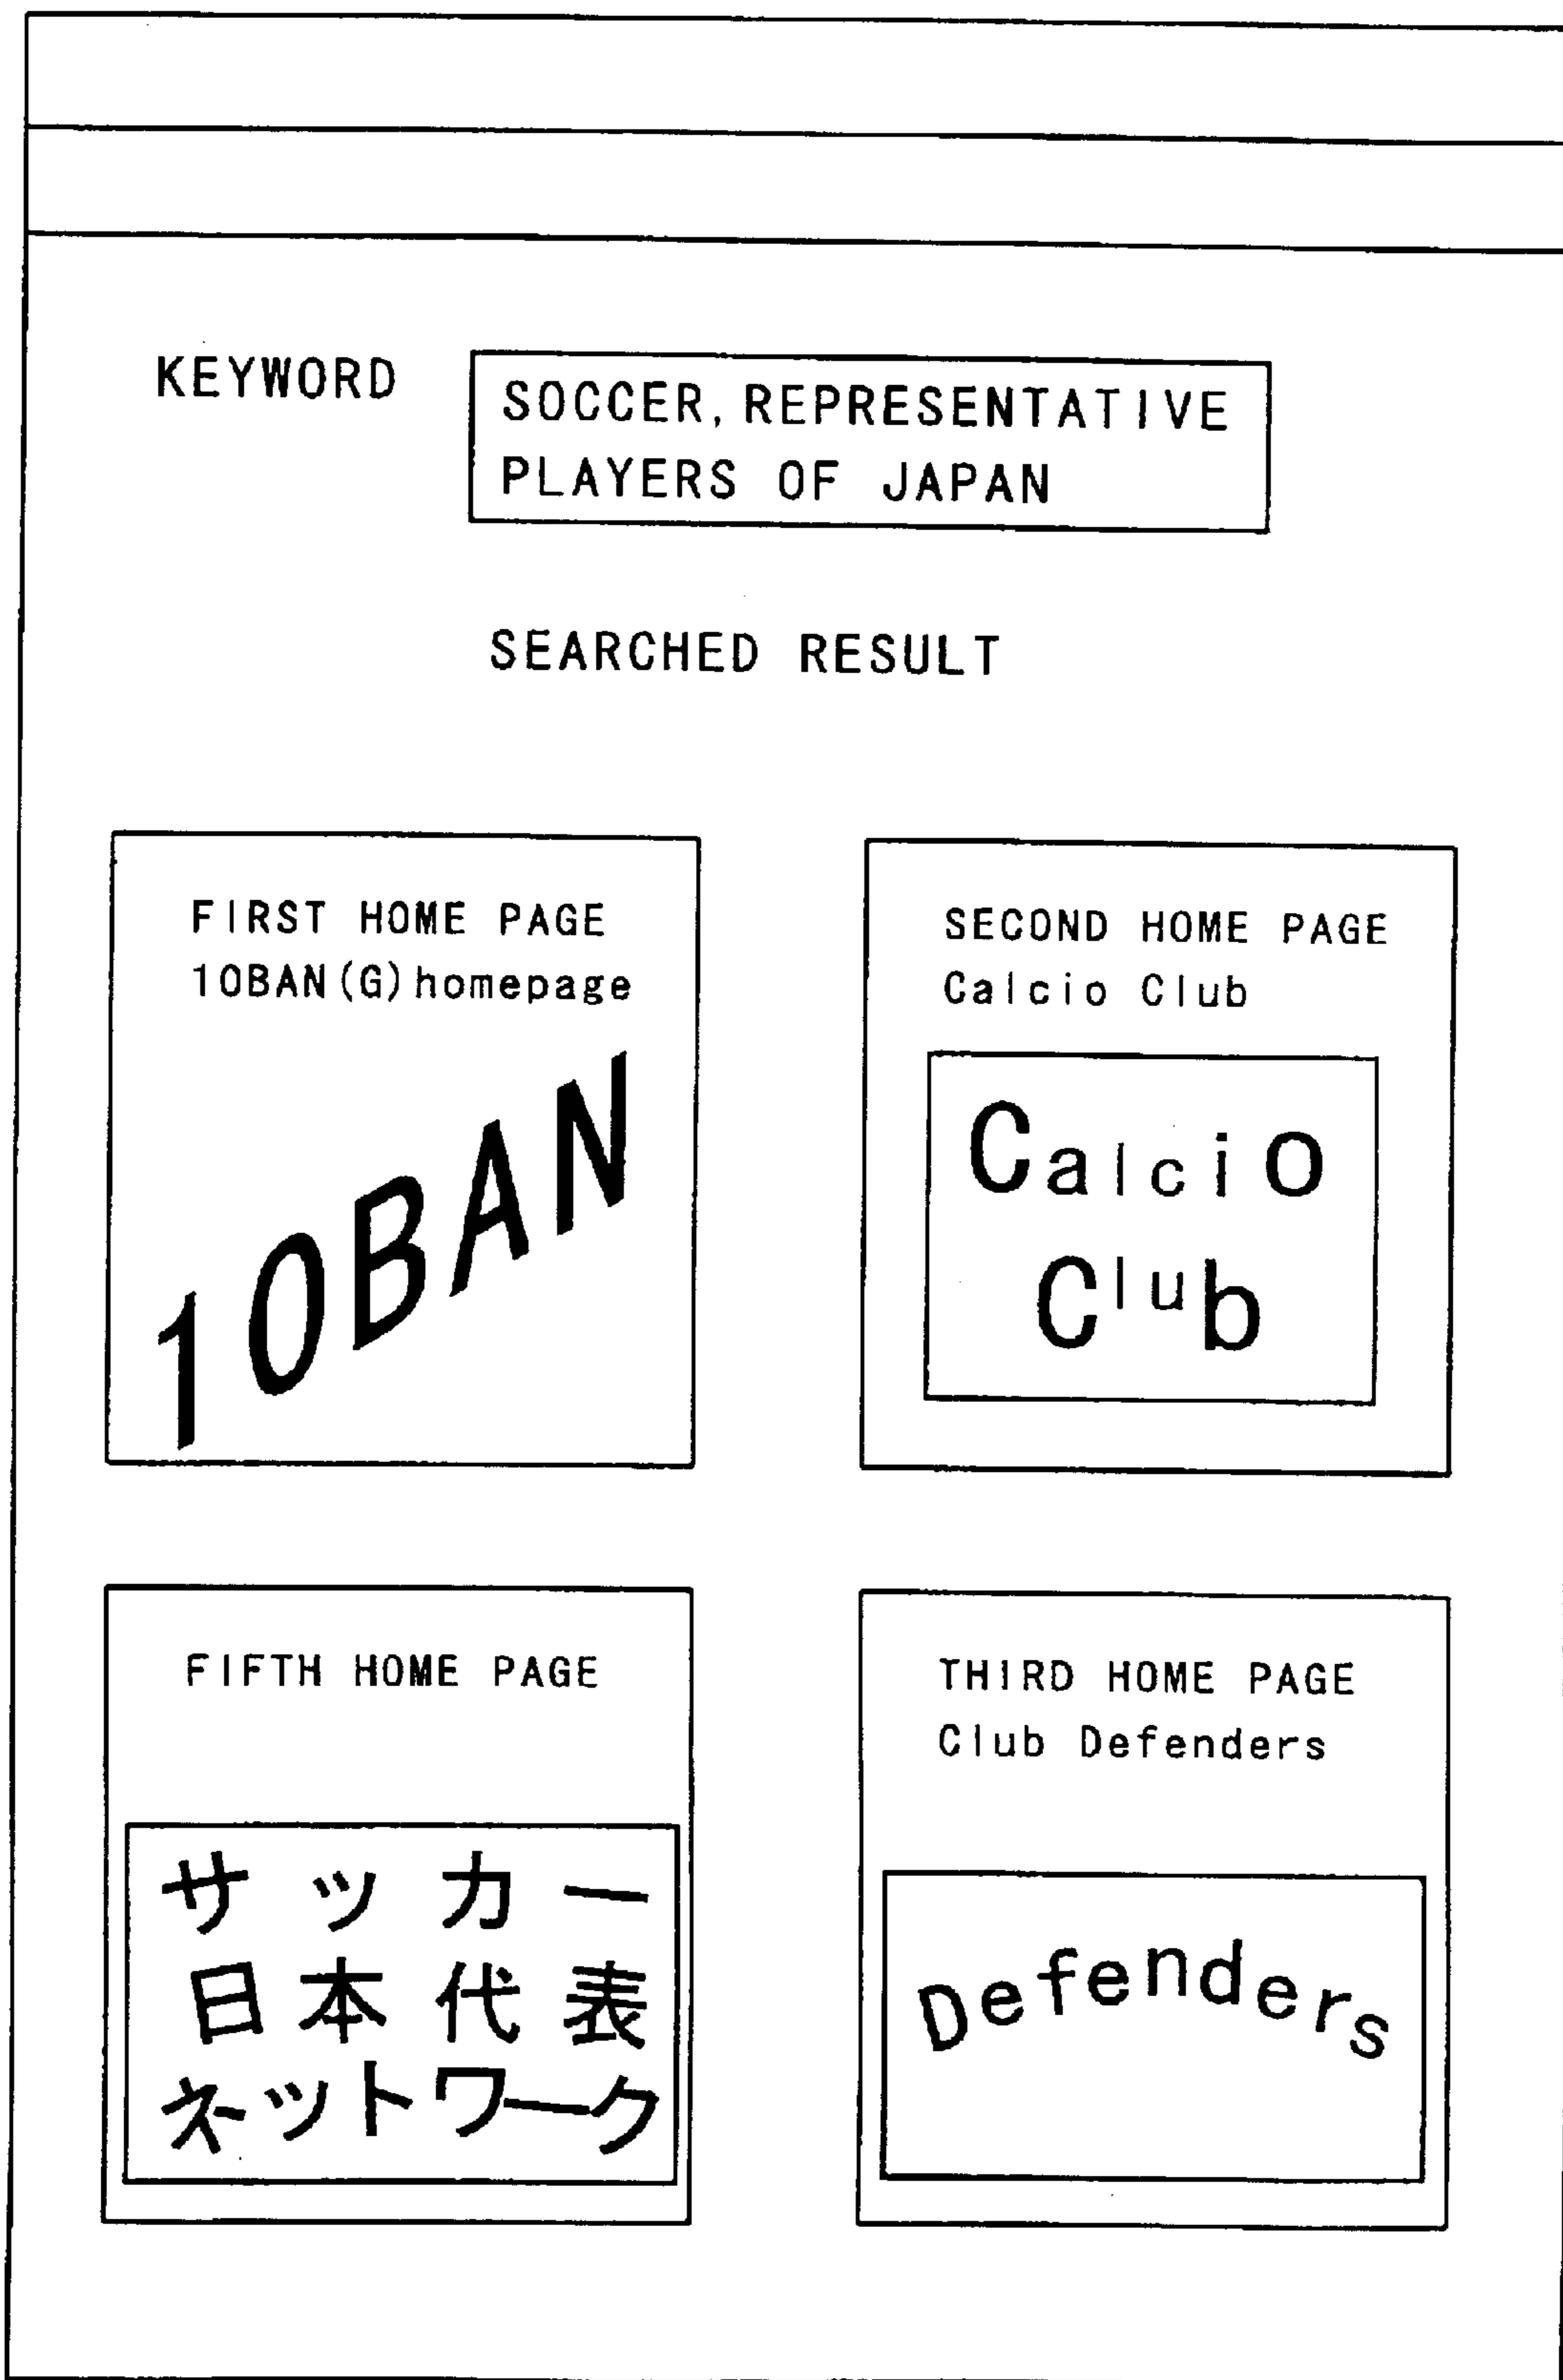 KEYWORD
SOCCER, REPRESENTATIVE
PLAYERS OF JAPAN
SEARCHED RESULT
FIRST HOME PAGE
10BAN(G)homepage
10BAN
SECOND HOME PAGE
Calcio Club
Calcio
Club
FIFTH HOME PAGE
サッカー
日本代表
ネットワーク
THIRD HOME PAGE
Club Defenders
Defenders